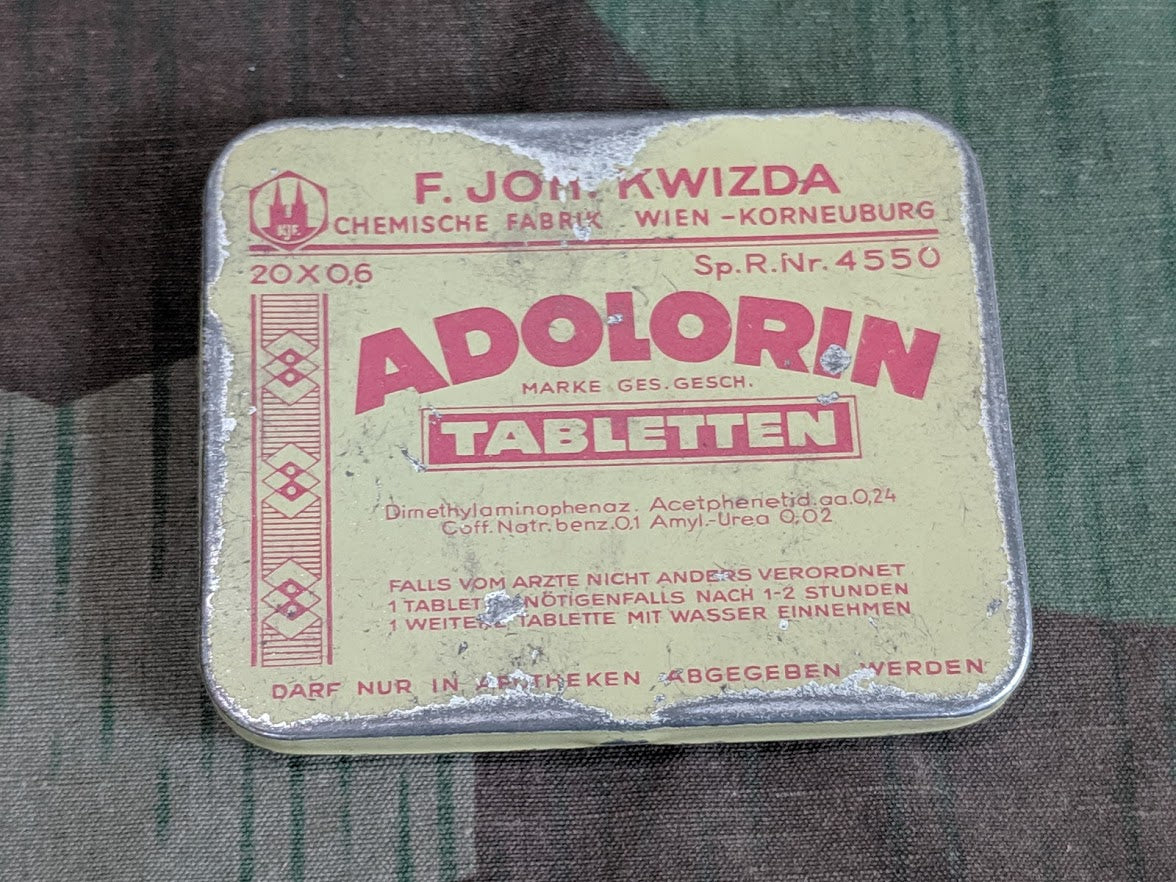 F. JOH. KWIZDA
KJF
CHEMISCHE FABRIK WIEN-KORNEUBURG
20X0,6
Sp.R.Nr. 4550
ADOLORIN
MARKE GES. GESCH.
TABLETTEN
Dimethylaminophenaz. Acetphenetid.aa.0,24
Coff. Natr. benz.0,1 Amyl.-Urea 0,02
FALLS VOM ARZTE NICHT ANDERS VERORDNET
1 TABLETTE NÖTIGENFALLS NACH 1-2 STUNDEN
1 WEITERE TABLETTE MIT WASSER EINNEHMEN
DARF NUR IN APOTHEKEN ABGEGEBEN WERDEN